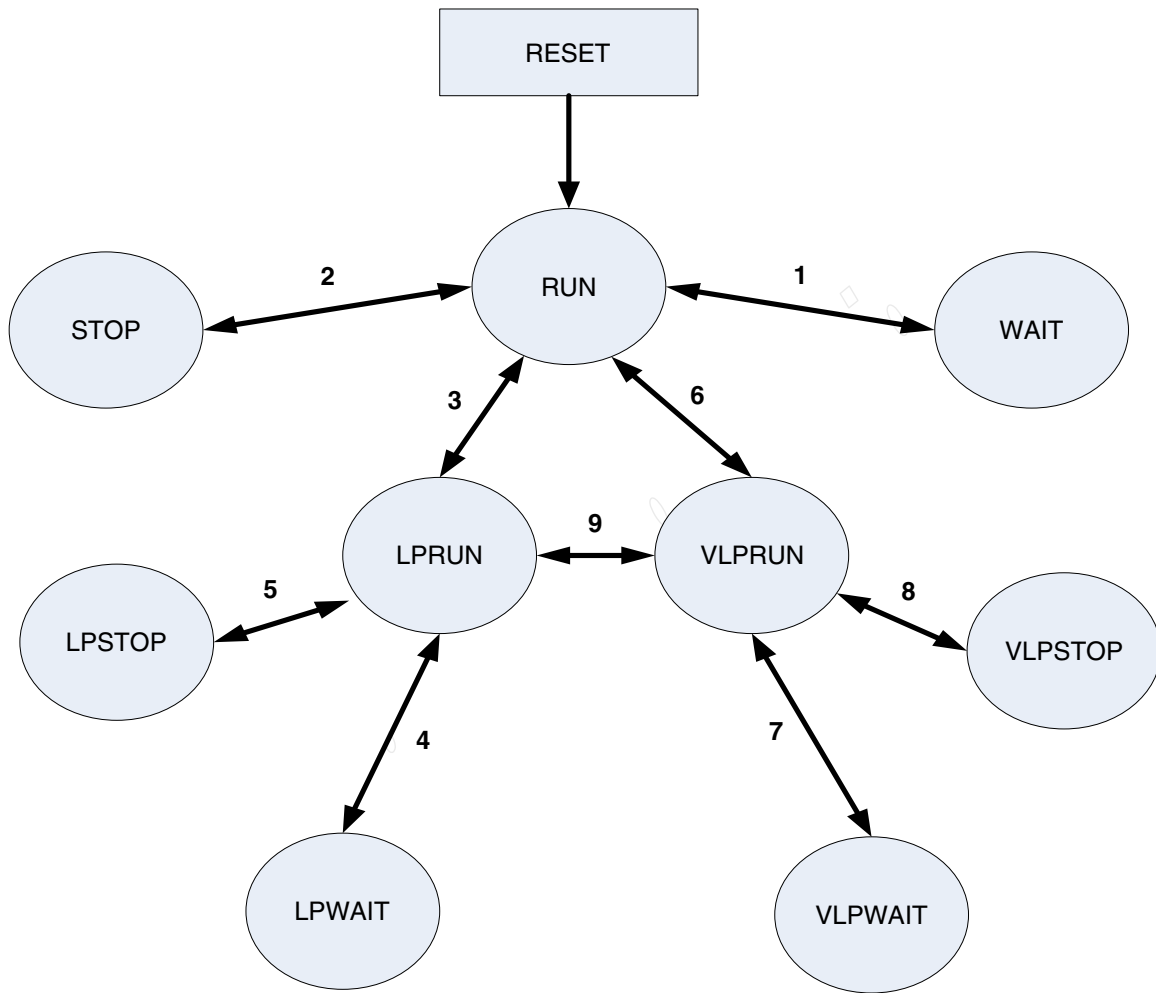 RESET
2
RUN
1
STOP
WAIT
3
6
9
LPRUN
VLPRUN
5
8
LPSTOP
VLPSTOP
4
7
LPWAIT
VLPWAIT